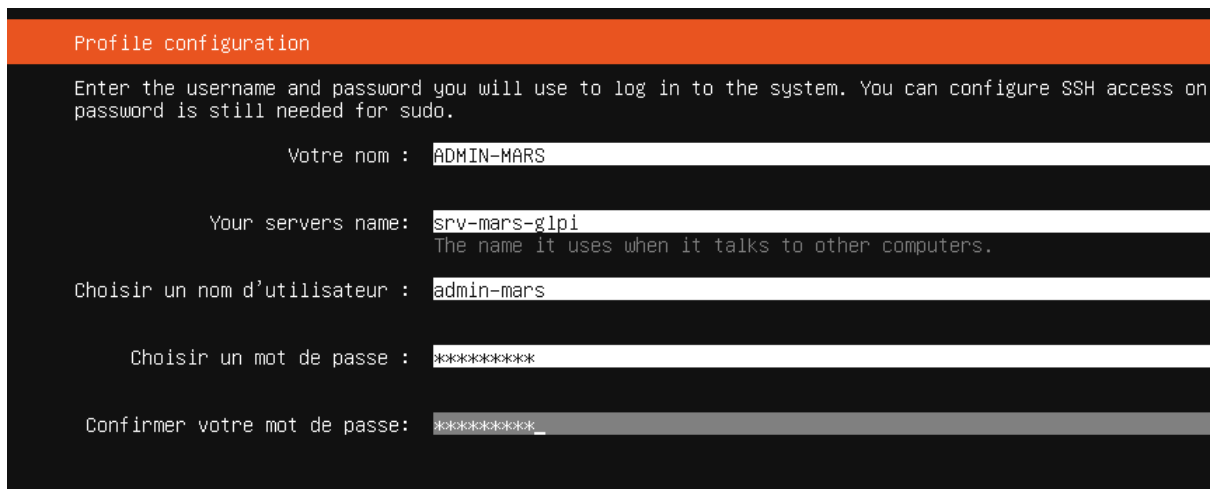 Profile configuration
Enter the username and password you will use to log in to the system. You can configure SSH access on
password is still needed for sudo.
Votre nom : ADMIN-MARS
Your servers name: srv-mars-glpi
The name it uses when it talks to other computers.
Choisir un nom d'utilisateur : admin-mars
Choisir un mot de passe : *********
Confirmer votre mot de passe: *********_